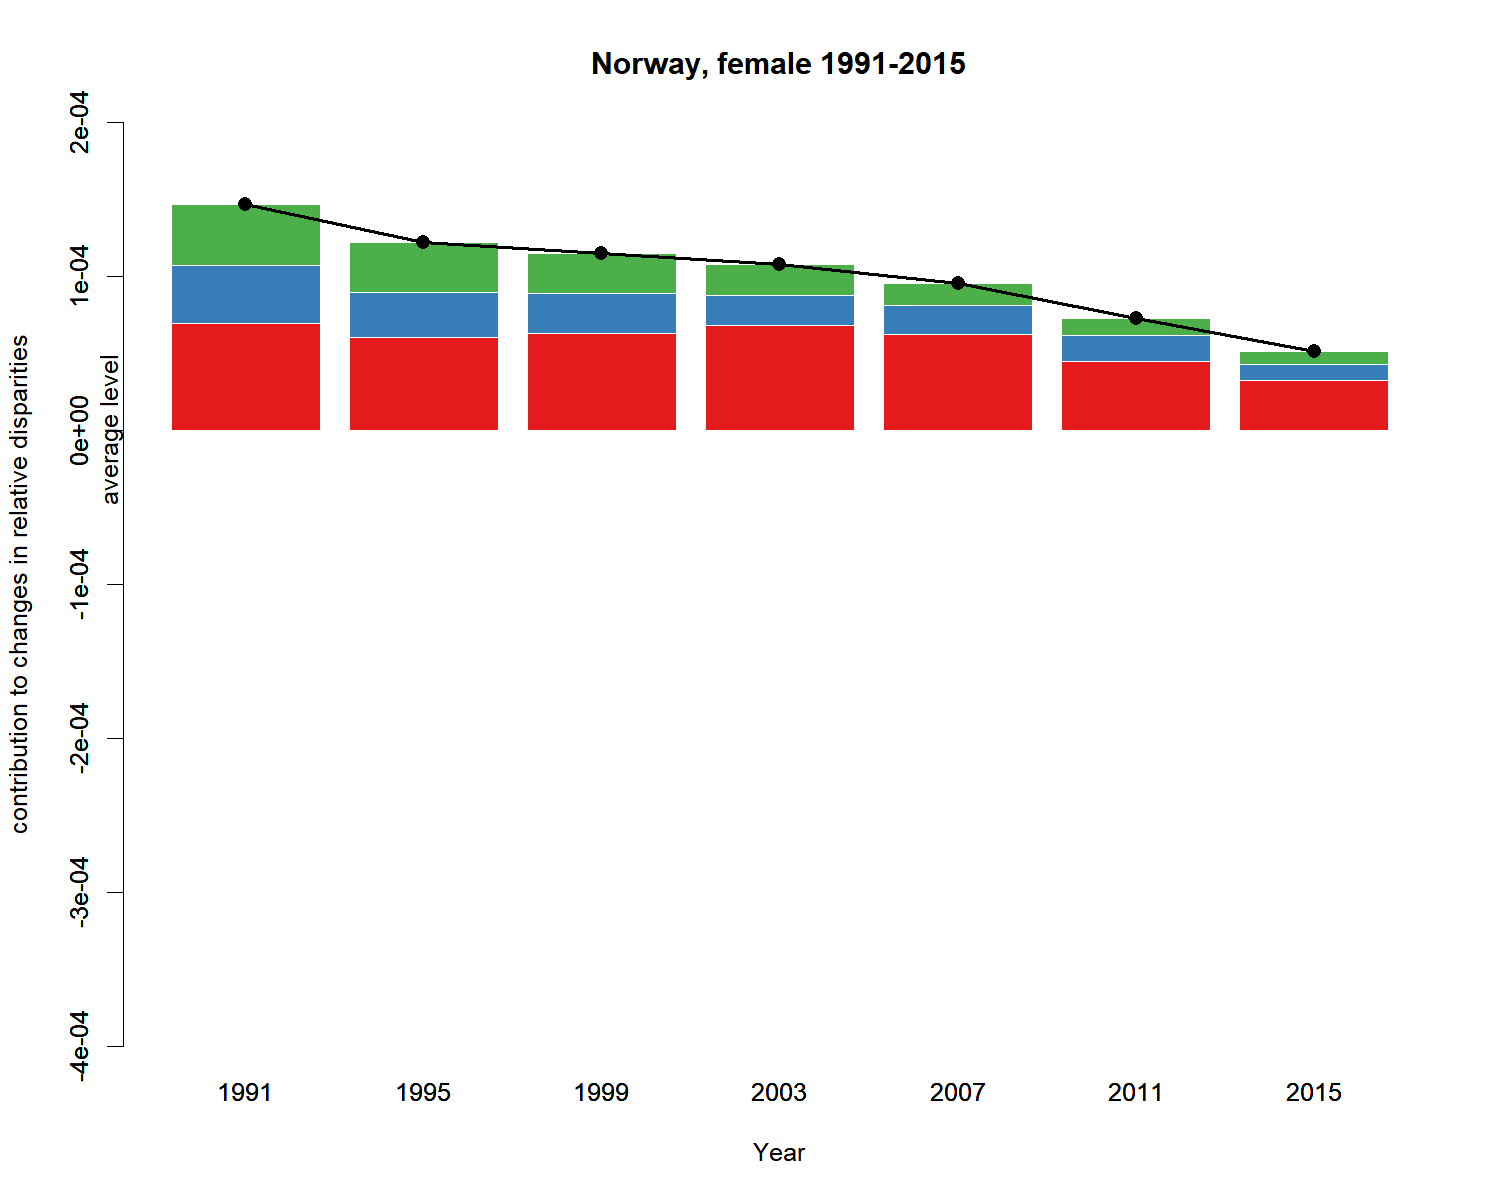 Norway, female 1991-2015
contribution to changes in relative disparities
average level
2e-04
1e-04
0e+00
-1e-04
-2e-04
-3e-04
-4e-04
1991 1995 1999 2003 2007 2011 2015
Year